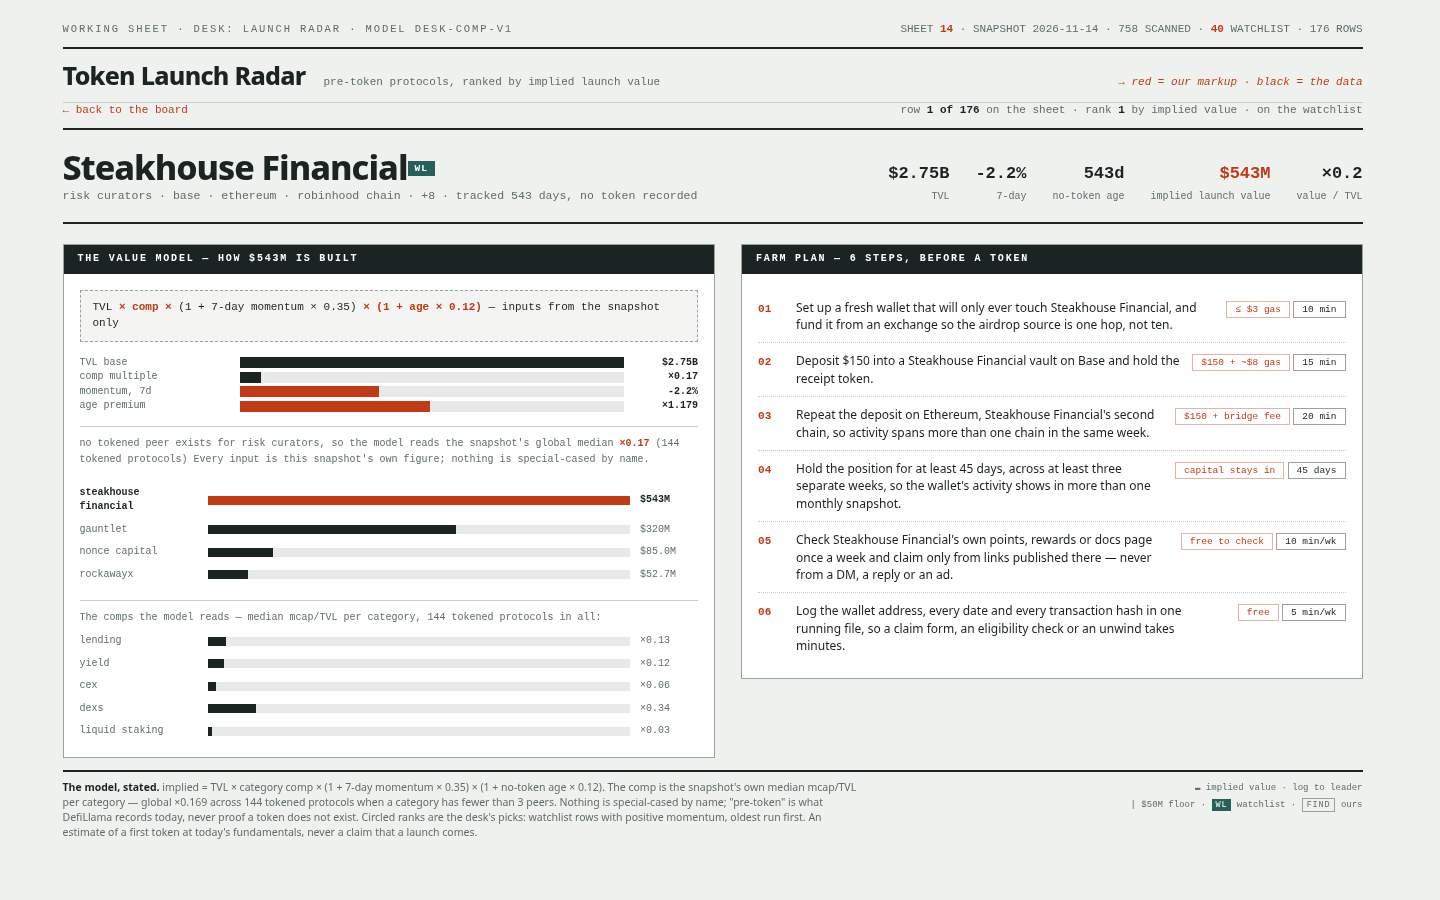 WORKING SHEET · DESK: LAUNCH RADAR · MODEL DESK-COMP-V1
SHEET 14 · SNAPSHOT 2026-11-14 · 758 SCANNED · 40 WATCHLIST · 176 ROWS
Token Launch Radar pre-token protocols, ranked by implied launch value
→ red = our markup · black = the data
← back to the board
row 1 of 176 on the sheet · rank 1 by implied value · on the watchlist
Steakhouse Financial WL
risk curators · base · ethereum · robinhood chain · +8 · tracked 543 days, no token recorded
$2.75B -2.2% 543d $543M ×0.2
TVL 7-day no-token age implied launch value value / TVL
THE VALUE MODEL — HOW $543M IS BUILT
TVL × comp × (1 + 7-day momentum × 0.35) × (1 + age × 0.12) — inputs from the snapshot
only
TVL base $2.75B
comp multiple ×0.17
momentum, 7d -2.2%
age premium ×1.179
no tokened peer exists for risk curators, so the model reads the snapshot's global median ×0.17 (144
tokened protocols) Every input is this snapshot's own figure; nothing is special-cased by name.
steakhouse
financial $543M
gauntlet $320M
nonce capital $85.0M
rockawayx $52.7M
The comps the model reads — median mcap/TVL per category, 144 tokened protocols in all:
lending ×0.13
yield ×0.12
cex ×0.06
dexs ×0.34
liquid staking ×0.03
FARM PLAN — 6 STEPS, BEFORE A TOKEN
01 Set up a fresh wallet that will only ever touch Steakhouse Financial, and ≤ $3 gas 10 min
fund it from an exchange so the airdrop source is one hop, not ten.
02 Deposit $150 into a Steakhouse Financial vault on Base and hold the $150 + ~$8 gas 15 min
receipt token.
03 Repeat the deposit on Ethereum, Steakhouse Financial's second $150 + bridge fee 20 min
chain, so activity spans more than one chain in the same week.
04 Hold the position for at least 45 days, across at least three capital stays in 45 days
separate weeks, so the wallet's activity shows in more than one
monthly snapshot.
05 Check Steakhouse Financial's own points, rewards or docs page free to check 10 min/wk
once a week and claim only from links published there — never
from a DM, a reply or an ad.
06 Log the wallet address, every date and every transaction hash in one free 5 min/wk
running file, so a claim form, an eligibility check or an unwind takes
minutes.
The model, stated. implied = TVL × category comp × (1 + 7-day momentum × 0.35) × (1 + no-token age × 0.12). The comp is the snapshot's own median mcap/TVL
per category — global ×0.169 across 144 tokened protocols when a category has fewer than 3 peers. Nothing is special-cased by name; "pre-token" is what
DefiLlama records today, never proof a token does not exist. Circled ranks are the desk's picks: watchlist rows with positive momentum, oldest run first. An
estimate of a first token at today's fundamentals, never a claim that a launch comes.
▬ implied value · log to leader
| $50M floor · WL watchlist · FIND ours